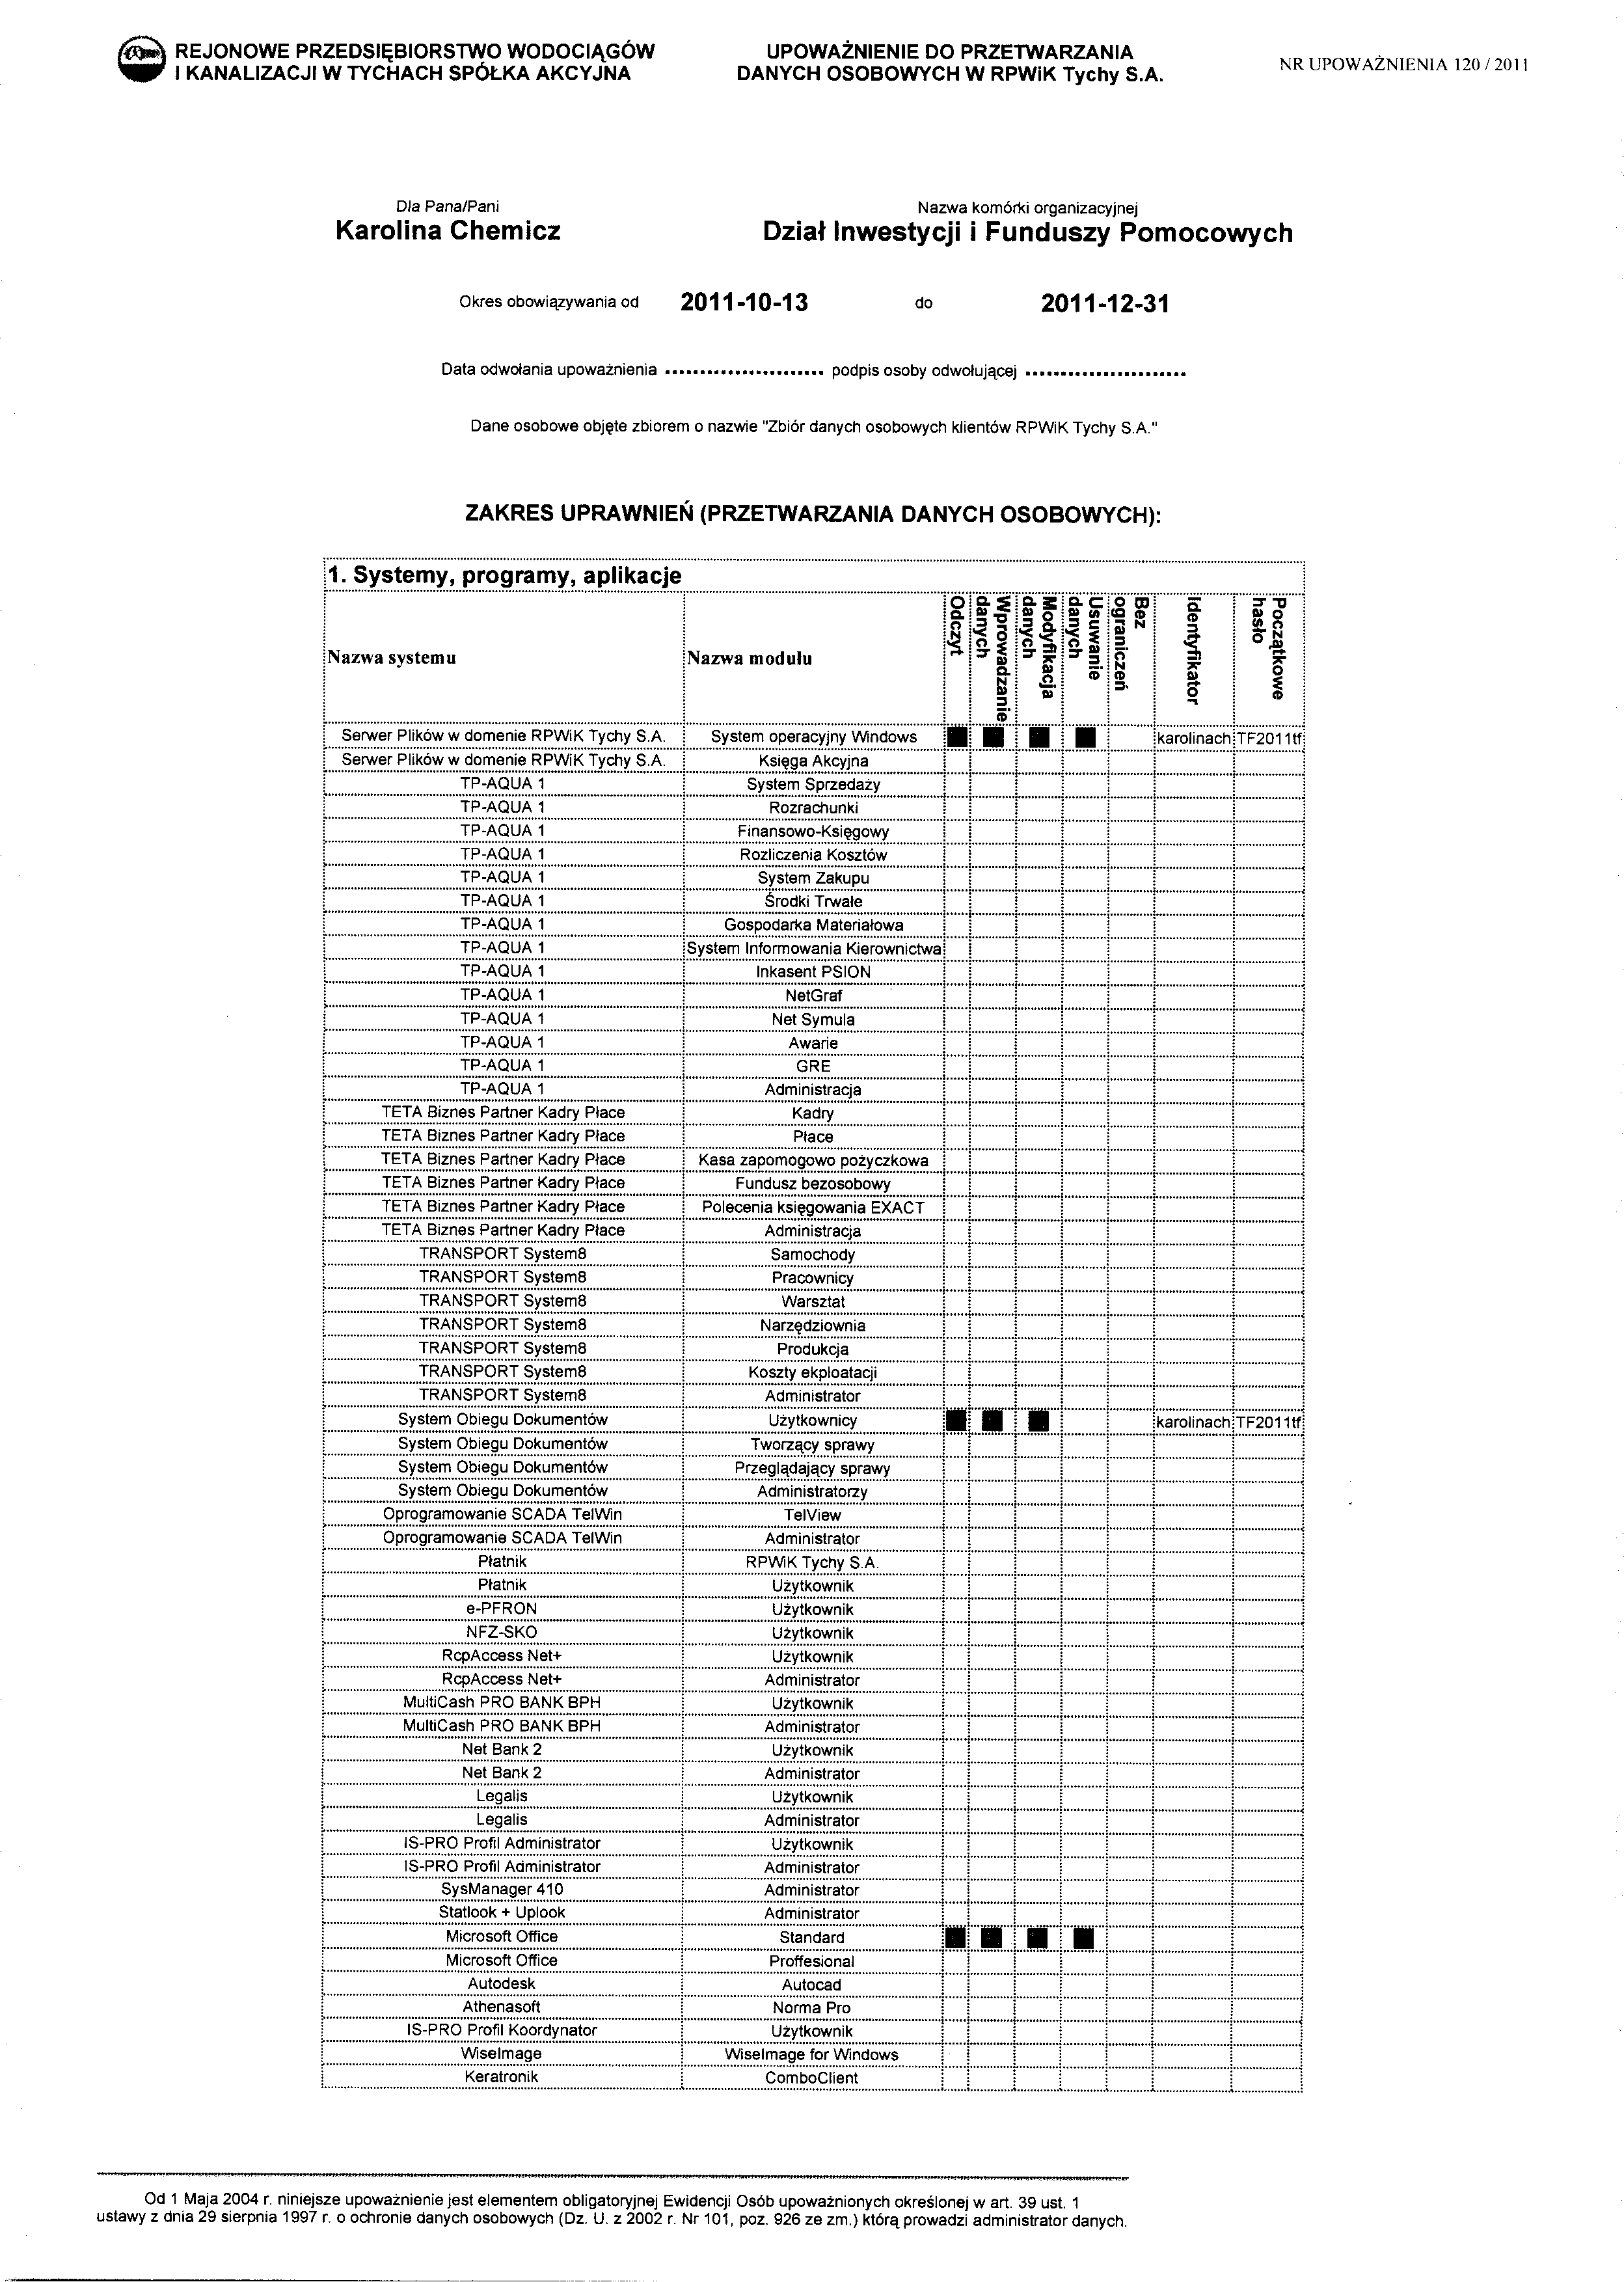 REJONOWE PRZEDSIĘBIORSTWO WODOCIĄGÓW
I KANALIZACJI W TYCHACH SPÓŁKA AKCYJNA
UPOWAŻNIENIE DO PRZETWARZANIA
DANYCH OSOBOWYCH W RPWiK Tychy S.A.
NR UPOWAŻNIENIA 120 / 2011
Dla Pana/Pani
Karolina Chemicz
Nazwa komórki organizacyjnej
Dział Inwestycji i Funduszy Pomocowych
Okres obowiązywania od 2011-10-13 do 2011-12-31
Data odwołania upoważnienia ....................... podpis osoby odwołującej .......................
Dane osobowe objęte zbiorem o nazwie "Zbiór danych osobowych klientów RPWiK Tychy S.A."
ZAKRES UPRAWNIEŃ (PRZETWARZANIA DANYCH OSOBOWYCH):
1. Systemy, programy, aplikacje
Nazwa systemu Nazwa modulu Odczyt Wprowadzanie danych Modyfikacja danych Usuwanie danych Bez ograniczeń Identyfikator Początkowe hasło
Serwer Plików w domenie RPWiK Tychy S.A. System operacyjny Windows ■ ■ ■ ■ karolinach TF2011tf
Serwer Plików w domenie RPWiK Tychy S.A. Księga Akcyjna
TP-AQUA 1 System Sprzedaży
TP-AQUA 1 Rozrachunki
TP-AQUA 1 Finansowo-Księgowy
TP-AQUA 1 Rozliczenia Kosztów
TP-AQUA 1 System Zakupu
TP-AQUA 1 Środki Trwałe
TP-AQUA 1 Gospodarka Materiałowa
TP-AQUA 1 System Informowania Kierownictwa
TP-AQUA 1 Inkasent PSION
TP-AQUA 1 NetGraf
TP-AQUA 1 Net Symula
TP-AQUA 1 Awarie
TP-AQUA 1 GRE
TP-AQUA 1 Administracja
TETA Biznes Partner Kadry Płace Kadry
TETA Biznes Partner Kadry Płace Płace
TETA Biznes Partner Kadry Płace Kasa zapomogowo pożyczkowa
TETA Biznes Partner Kadry Płace Fundusz bezosobowy
TETA Biznes Partner Kadry Płace Polecenia księgowania EXACT
TETA Biznes Partner Kadry Płace Administracja
TRANSPORT System8 Samochody
TRANSPORT System8 Pracownicy
TRANSPORT System8 Warsztat
TRANSPORT System8 Narzędziownia
TRANSPORT System8 Produkcja
TRANSPORT System8 Koszty ekploatacji
TRANSPORT System8 Administrator
System Obiegu Dokumentów Użytkownicy ■ ■ ■ karolinach TF2011tf
System Obiegu Dokumentów Tworzący sprawy
System Obiegu Dokumentów Przeglądający sprawy
System Obiegu Dokumentów Administratorzy
Oprogramowanie SCADA TelWin TelView
Oprogramowanie SCADA TelWin Administrator
Płatnik RPWiK Tychy S.A.
Płatnik Użytkownik
e-PFRON Użytkownik
NFZ-SKO Użytkownik
RcpAccess Net+ Użytkownik
RcpAccess Net+ Administrator
MultiCash PRO BANK BPH Użytkownik
MultiCash PRO BANK BPH Administrator
Net Bank 2 Użytkownik
Net Bank 2 Administrator
Legalis Użytkownik
Legalis Administrator
IS-PRO Profil Administrator Użytkownik
IS-PRO Profil Administrator Administrator
SysManager 410 Administrator
Statlook + Uplook Administrator
Microsoft Office Standard ■ ■ ■ ■
Microsoft Office Proffesional
Autodesk Autocad
Athenasoft Norma Pro
IS-PRO Profil Koordynator Użytkownik
WiseImage WiseImage for Windows
Keratronik ComboClient
Od 1 Maja 2004 r. niniejsze upoważnienie jest elementem obligatoryjnej Ewidencji Osób upoważnionych określonej w art. 39 ust. 1
ustawy z dnia 29 sierpnia 1997 r. o ochronie danych osobowych (Dz. U. z 2002 r. Nr 101, poz. 926 ze zm.) którą prowadzi administrator danych.